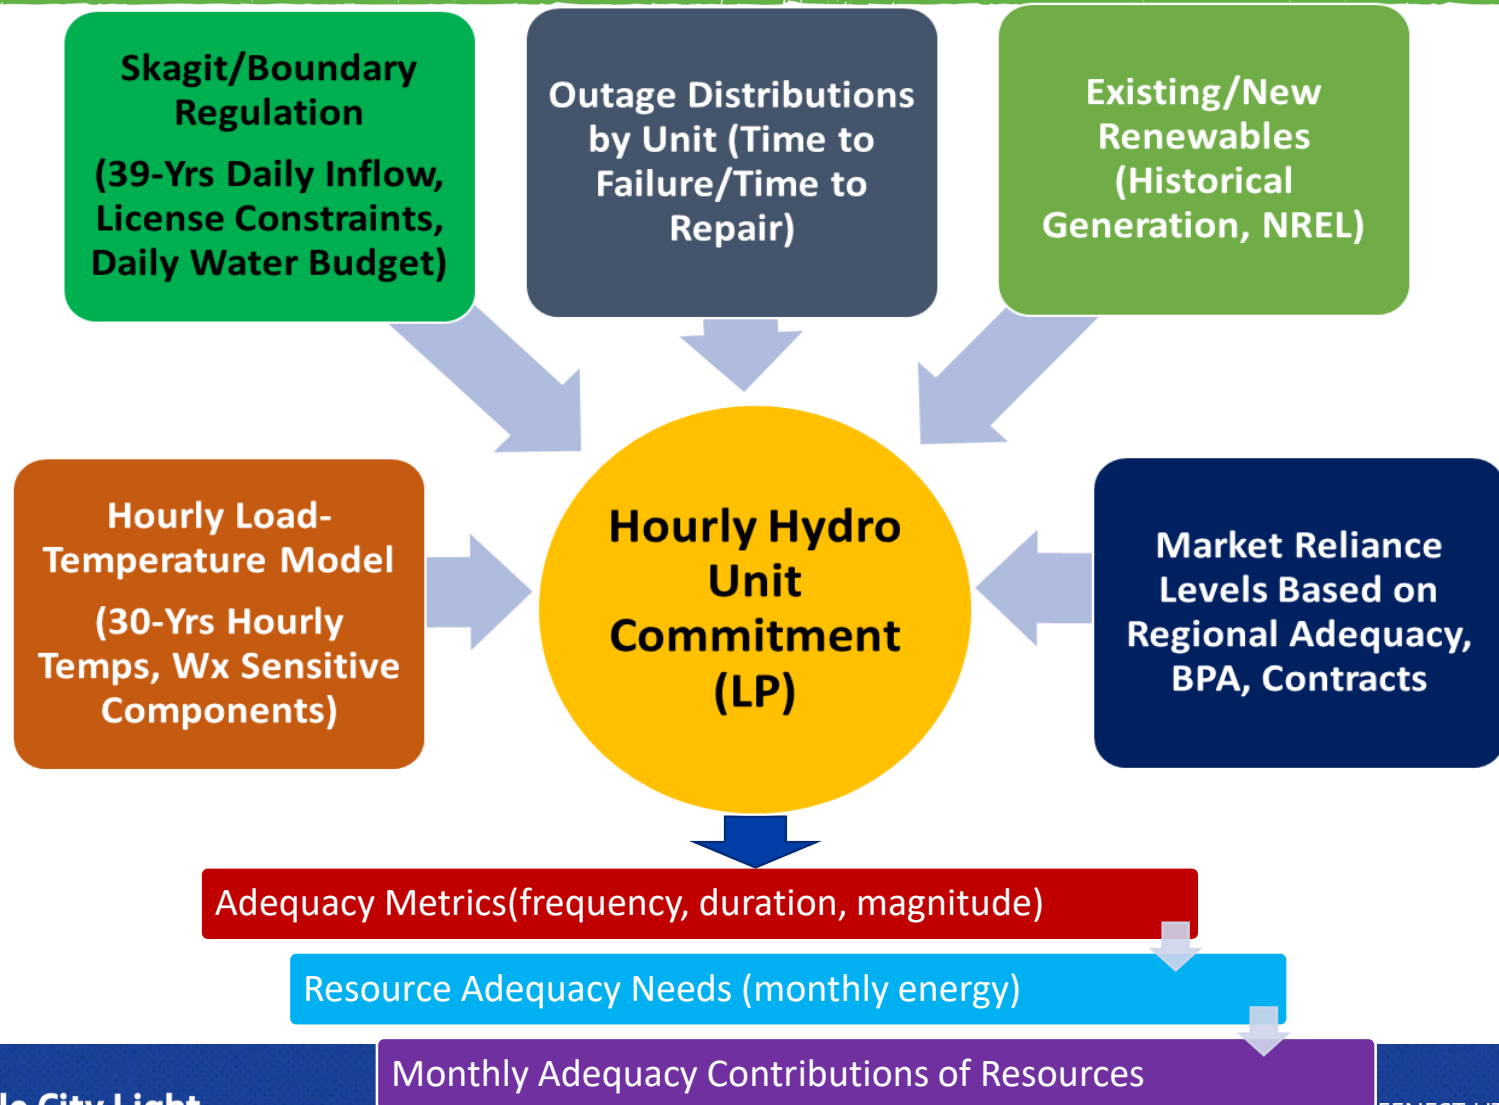 Skagit/Boundary
Regulation
(39-Yrs Daily Inflow,
License Constraints,
Daily Water Budget)
Outage Distributions
by Unit (Time to
Failure/Time to
Repair)
Existing/New
Renewables
(Historical
Generation, NREL)
Hourly Load-
Temperature Model
(30-Yrs Hourly
Temps, Wx Sensitive
Components)
Hourly Hydro
Unit
Commitment
(LP)
Market Reliance
Levels Based on
Regional Adequacy,
BPA, Contracts
Adequacy Metrics(frequency, duration, magnitude)
Resource Adequacy Needs (monthly energy)
Monthly Adequacy Contributions of Resources
City Light